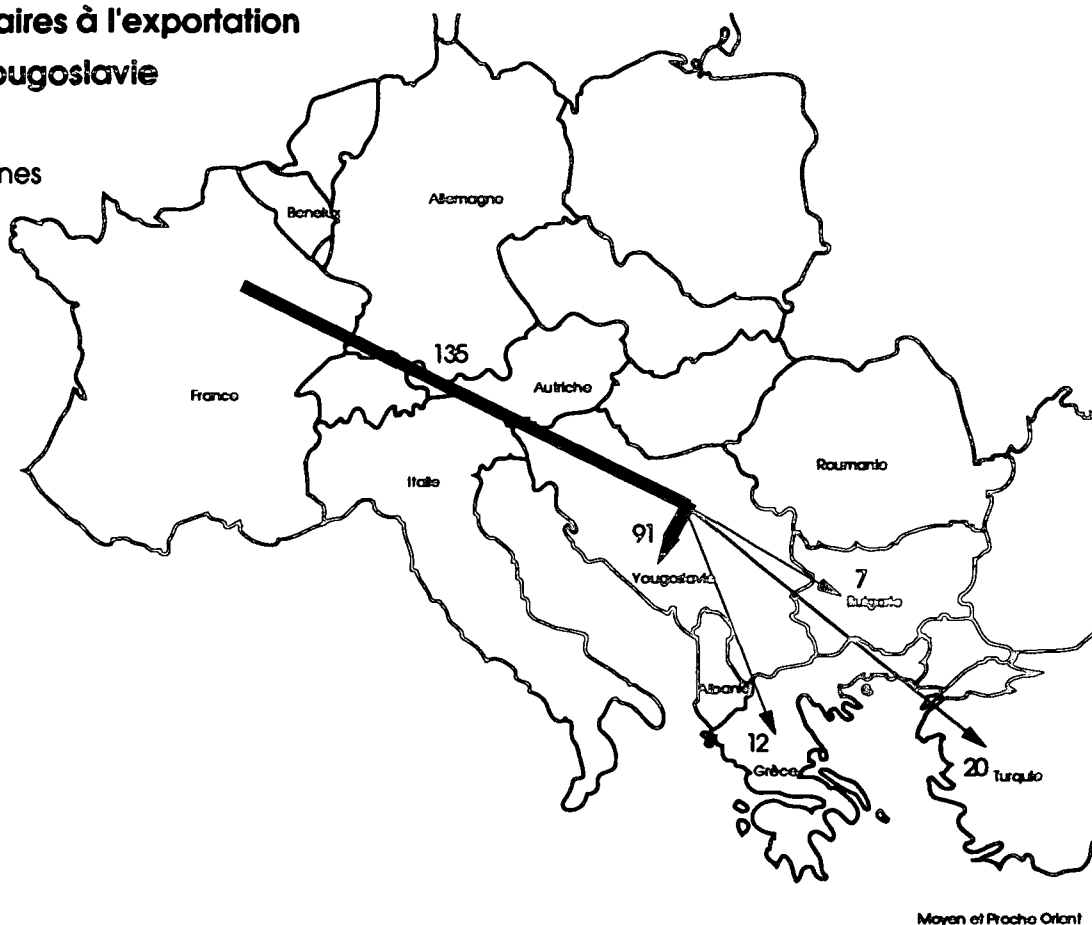 aires à l'exportation
ougoslavie
nes
Benelux
Allemagne
135
France
Autriche
Italie
Roumanie
91
Yougoslavie
7
Bulgarie
Albanie
12
Grèce
20 Turquie
Moyen et Proche Orient